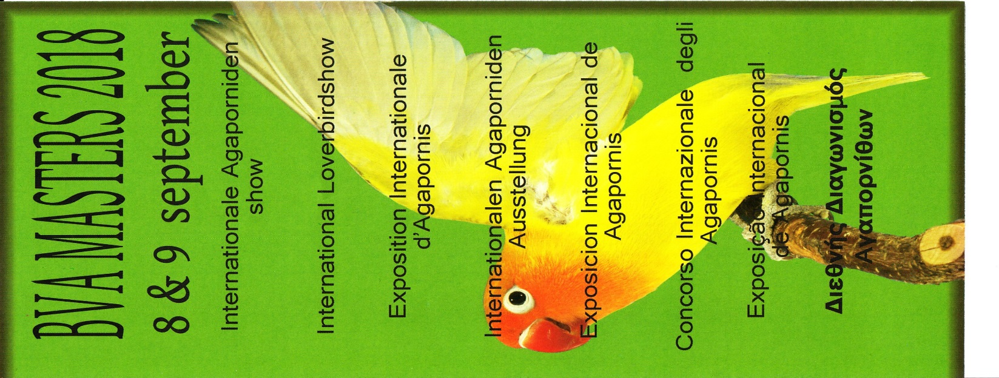 BVA MASTERS 2018
8 & 9 september
Internationale Agaporniden
show
International Lovebirdshow
Exposition Internationale
d'Agapornis
Internationalen Agaporniden
Ausstellung
Exposicion Internacional de
Agapornis
Concorso Internazionale degli
Agapornis
Exposição Internacional
de Agapornis
Διεθνής Διαγωνισμός
Αγαπορνίθων